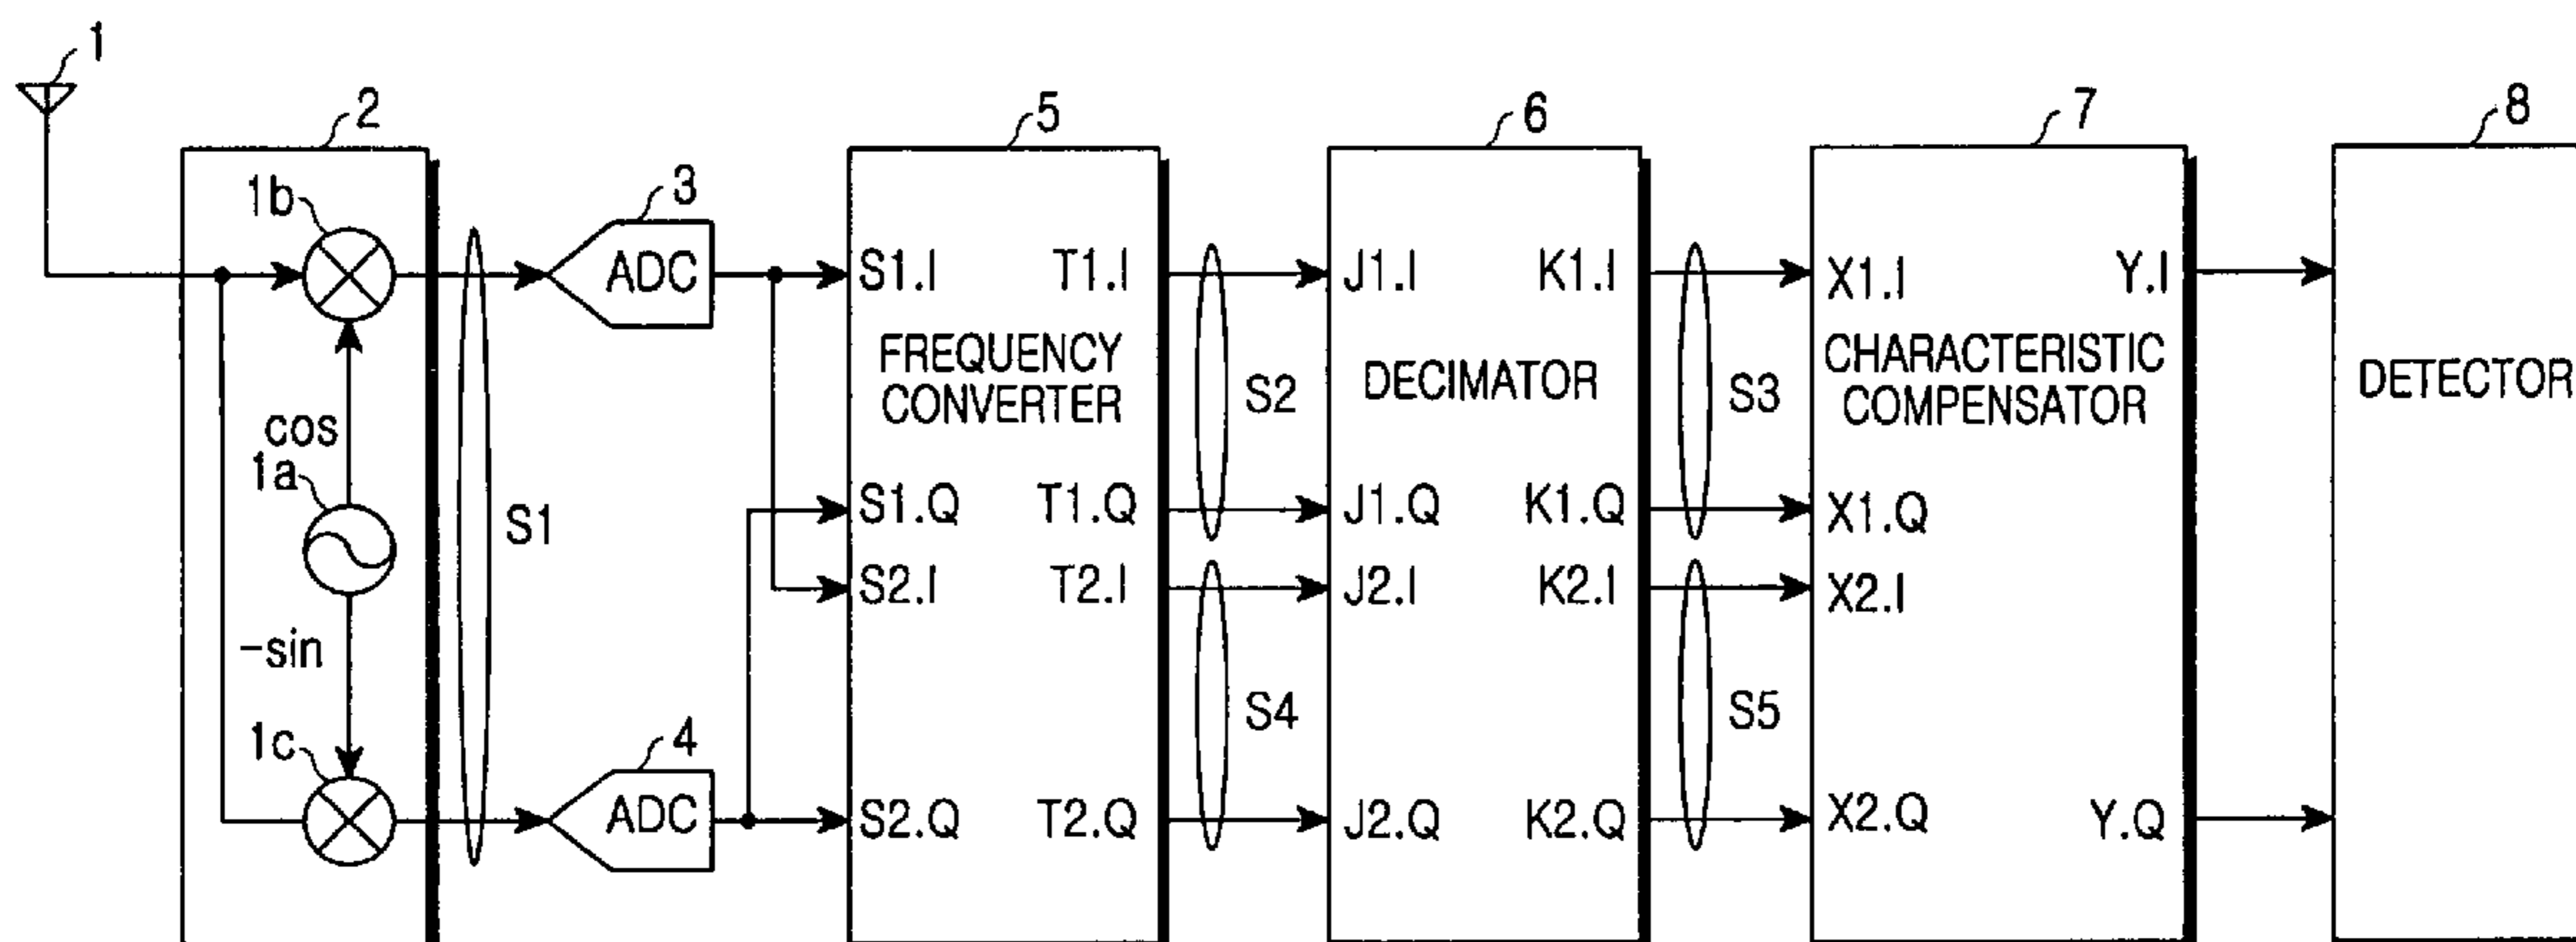 1
2
1b
cos
1a
-sin
1c
S1
3
ADC
4
ADC
5
S1.I T1.I
FREQUENCY
CONVERTER
S1.Q T1.Q
S2.I T2.I
S2.Q T2.Q
S2
S4
6
J1.I K1.I
DECIMATOR
J1.Q K1.Q
J2.I K2.I
J2.Q K2.Q
S3
S5
7
X1.I Y.I
CHARACTERISTIC
COMPENSATOR
X1.Q
X2.I
X2.Q Y.Q
8
DETECTOR